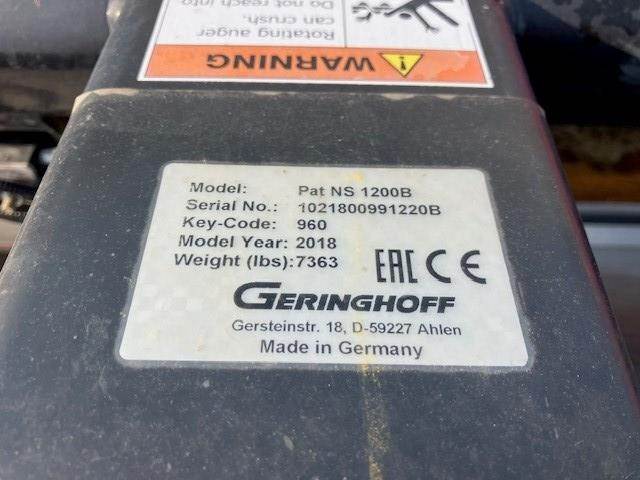 WARNING
Rotating auger
can crush.
Do not reach into
Model: Pat NS 1200B
Serial No.: 1021800991220B
Key-Code: 960
Model Year: 2018
Weight (lbs):7363
EAC CE
GERINGHOFF
Gersteinstr. 18, D-59227 Ahlen
Made in Germany